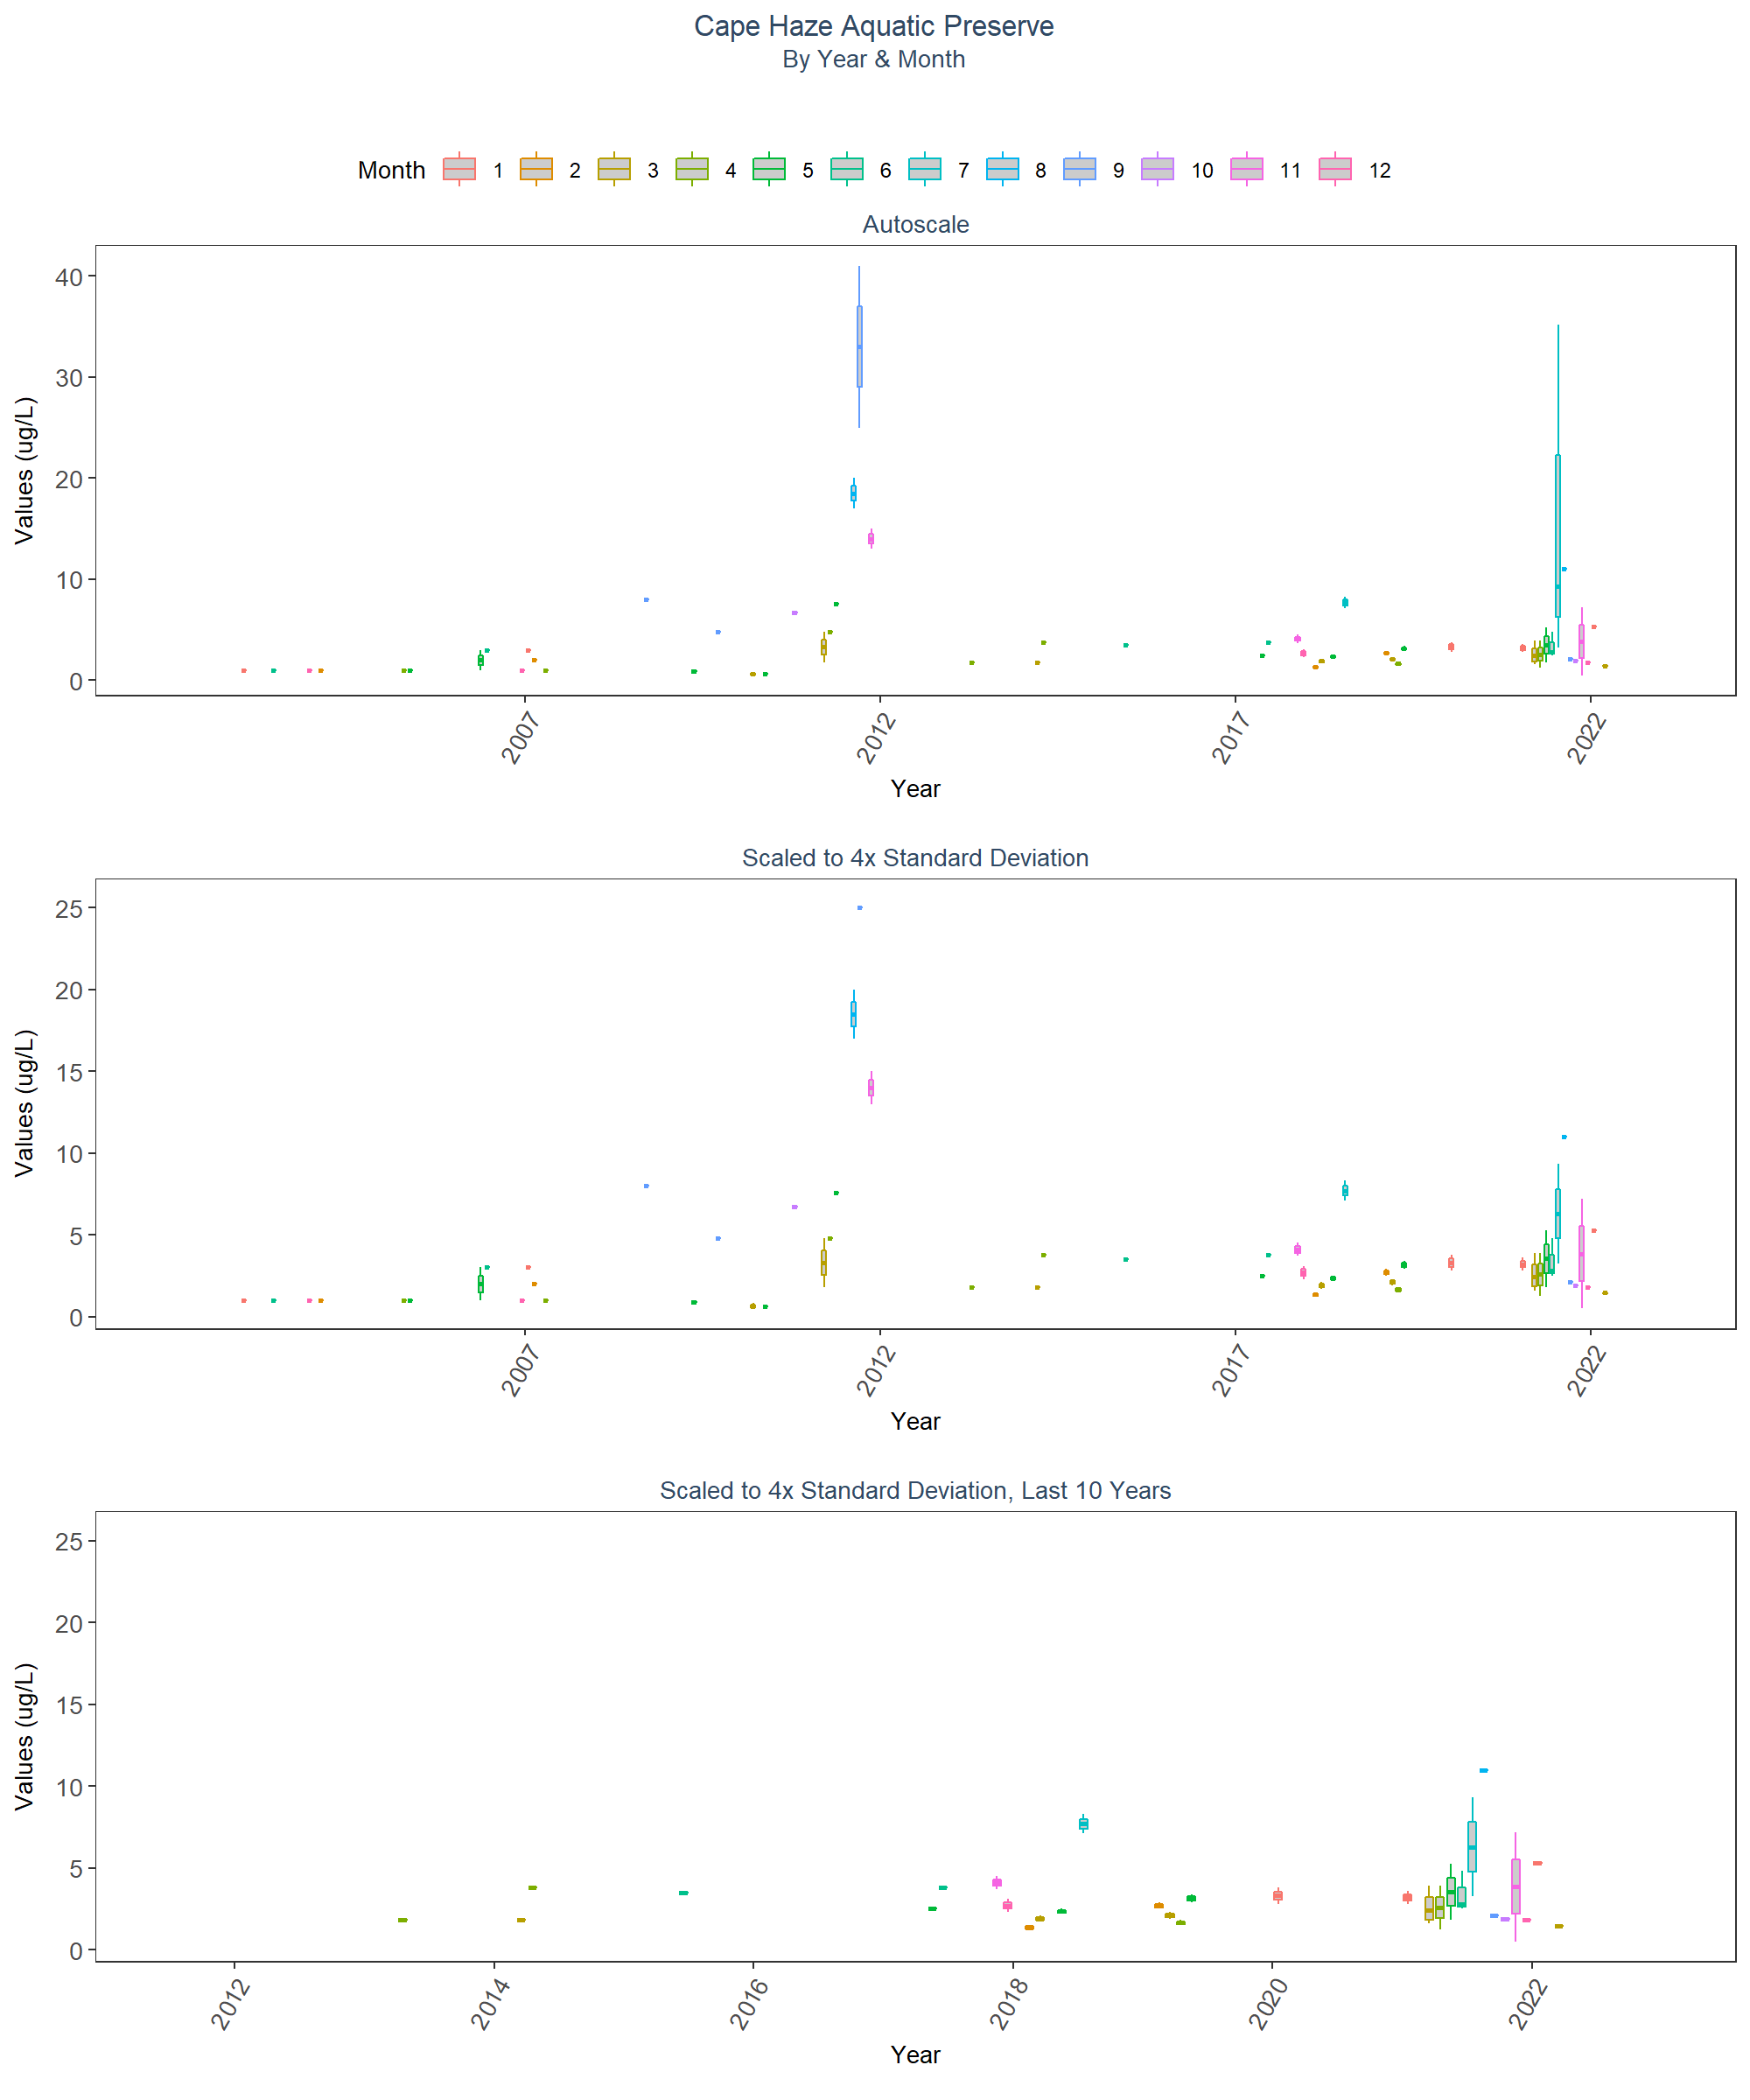 Cape Haze Aquatic Preserve
By Year & Month
Month 1 2 3 4 5 6 7 8 9 10 11 12
Autoscale
Values (ug/L)
40
30
20
10
0
2007 2012 2017 2022
Year
Scaled to 4x Standard Deviation
Values (ug/L)
25
20
15
10
5
0
2007 2012 2017 2022
Year
Scaled to 4x Standard Deviation, Last 10 Years
Values (ug/L)
25
20
15
10
5
0
2012 2014 2016 2018 2020 2022
Year